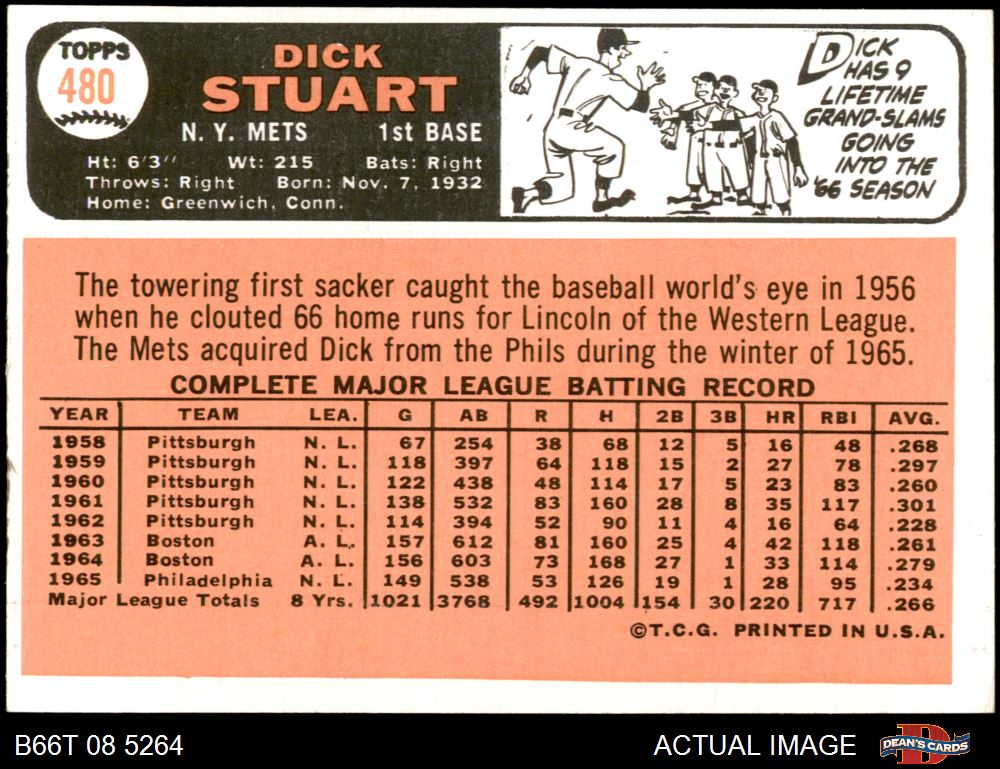 TOPPS
480
DICK
STUART
N. Y. METS 1st BASE
Ht: 6'3" Wt: 215 Bats: Right
Throws: Right Born: Nov. 7, 1932
Home: Greenwich, Conn.
DICK
HAS 9
LIFETIME
GRAND-SLAMS
GOING
INTO THE
'66 SEASON
The towering first sacker caught the baseball world's eye in 1956
when he clouted 66 home runs for Lincoln of the Western League.
The Mets acquired Dick from the Phils during the winter of 1965.
COMPLETE MAJOR LEAGUE BATTING RECORD
YEAR TEAM LEA. G AB R H 2B 3B HR RBI AVG.
1958 Pittsburgh N. L. 67 254 38 68 12 5 16 48 .268
1959 Pittsburgh N. L. 118 397 64 118 15 2 27 78 .297
1960 Pittsburgh N. L. 122 438 48 114 17 5 23 83 .260
1961 Pittsburgh N. L. 138 532 83 160 28 8 35 117 .301
1962 Pittsburgh N. L. 114 394 52 90 11 4 16 64 .228
1963 Boston A. L. 157 612 81 160 25 4 42 118 .261
1964 Boston A. L. 156 603 73 168 27 1 33 114 .279
1965 Philadelphia N. L. 149 538 53 126 19 1 28 95 .234
Major League Totals 8 Yrs. 1021 3768 492 1004 154 30 220 717 .266
©T.C.G. PRINTED IN U.S.A.
B66T 08 5264 ACTUAL IMAGE DEAN'S CARDS